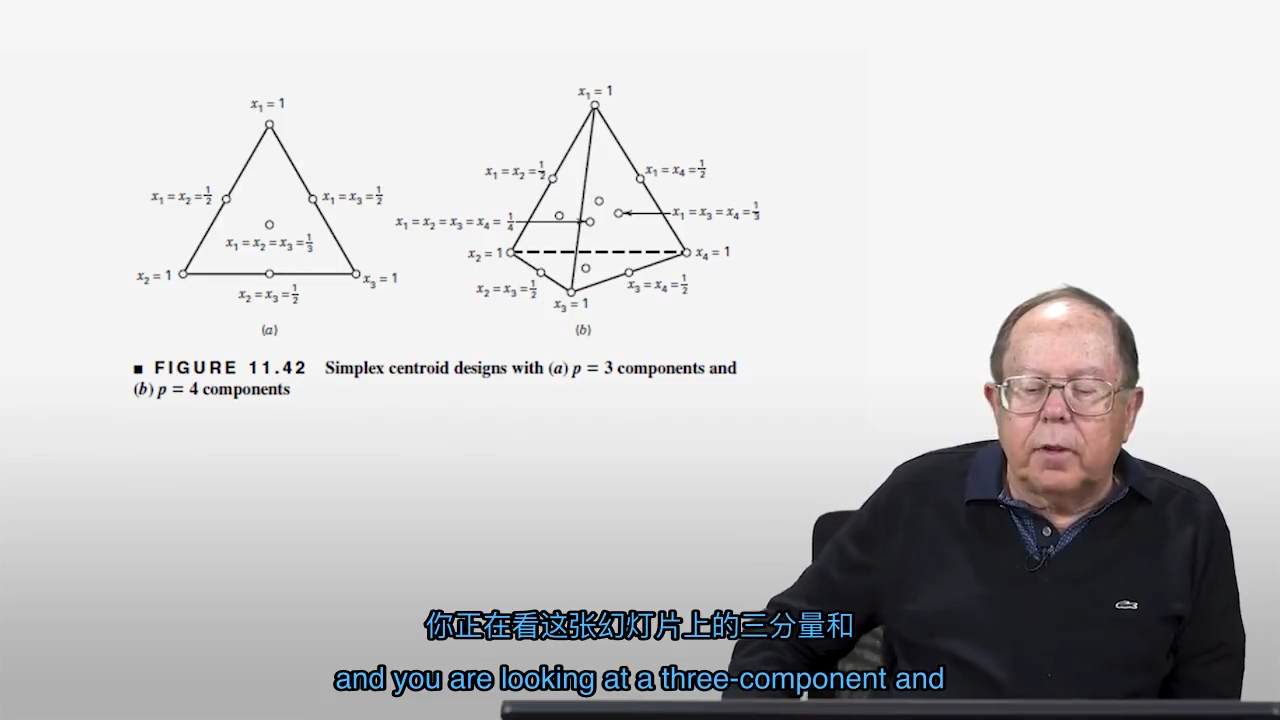 x₁ = 1
x₁ = x₂ = 1/2
x₁ = x₃ = 1/2
x₁ = x₂ = x₃ = 1/3
x₂ = 1
x₃ = 1
x₂ = x₃ = 1/2
(a)
x₁ = 1
x₁ = x₂ = 1/2
x₁ = x₄ = 1/2
x₁ = x₂ = x₃ = x₄ = 1/4
x₁ = x₃ = x₄ = 1/3
x₂ = 1
x₄ = 1
x₂ = x₃ = 1/2
x₃ = x₄ = 1/2
x₃ = 1
(b)
■ FIGURE 11.42 Simplex centroid designs with (a) p = 3 components and
(b) p = 4 components
你正在看这张幻灯片上的三分量和
and you are looking at a three-component and